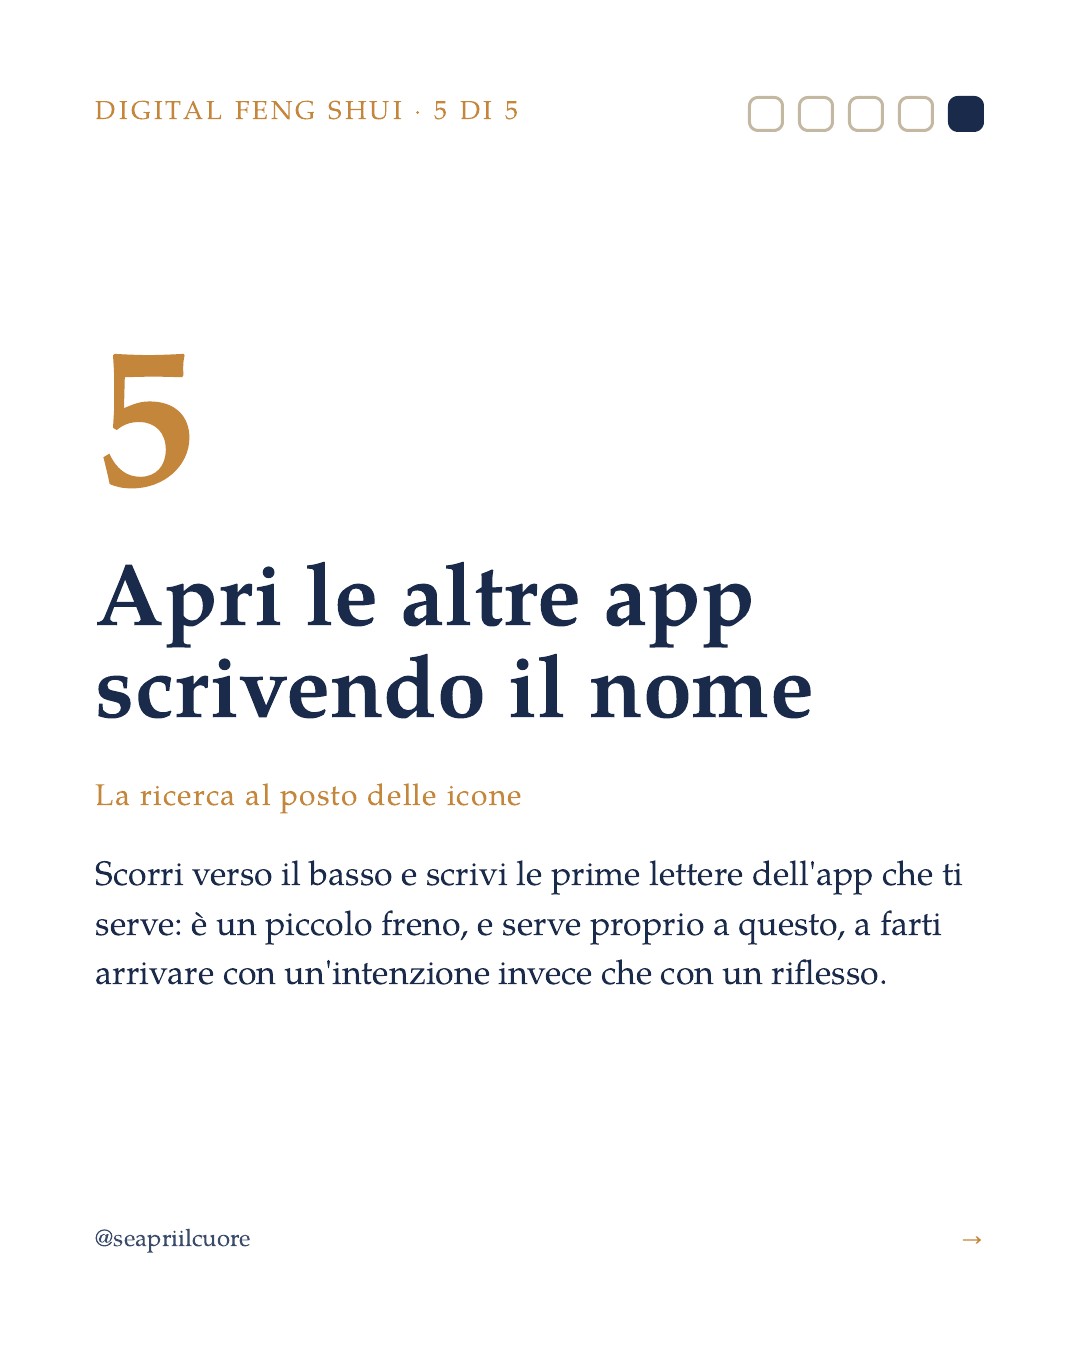 DIGITAL FENG SHUI · 5 DI 5
5
Apri le altre app
scrivendo il nome
La ricerca al posto delle icone
Scorri verso il basso e scrivi le prime lettere dell'app che ti
serve: è un piccolo freno, e serve proprio a questo, a farti
arrivare con un'intenzione invece che con un riflesso.
@seapriilcuore
→